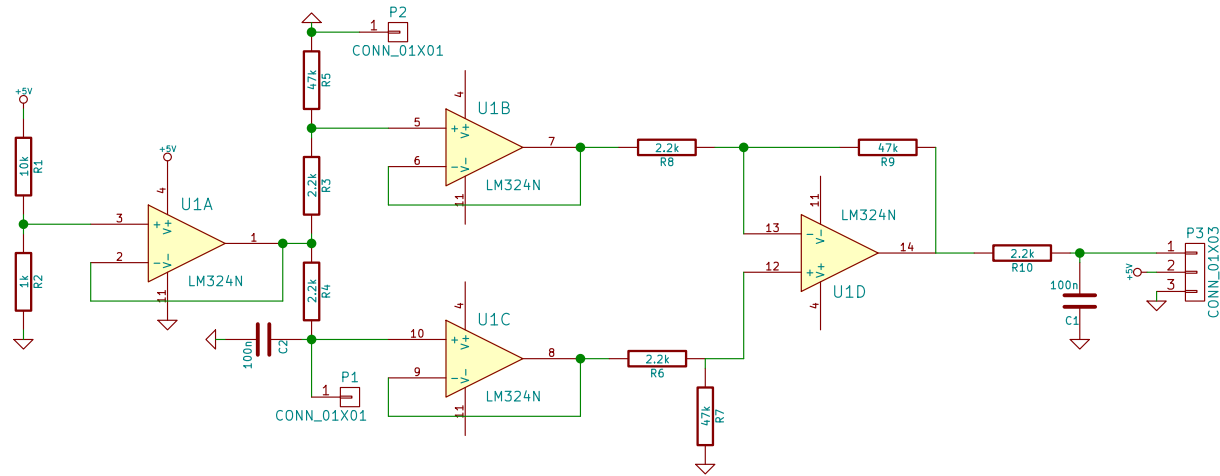 P2
1
CONN_01X01
47k
R5
+5V
10k
R1
+5V
4
U1A
3
+
V+
2
−
V−
1
LM324N
11
1k
R2
2.2k
R3
2.2k
R4
4
U1B
5
+
V+
6
−
V−
7
LM324N
11
100n
C2
P1
1
CONN_01X01
4
U1C
10
+
V+
9
−
V−
8
LM324N
11
2.2k
R8
47k
R9
2.2k
R6
47k
R7
11
LM324N
13
−
V−
12
+
V+
14
U1D
4
2.2k
R10
100n
C1
P3
1
+5V
2
3
CONN_01X03